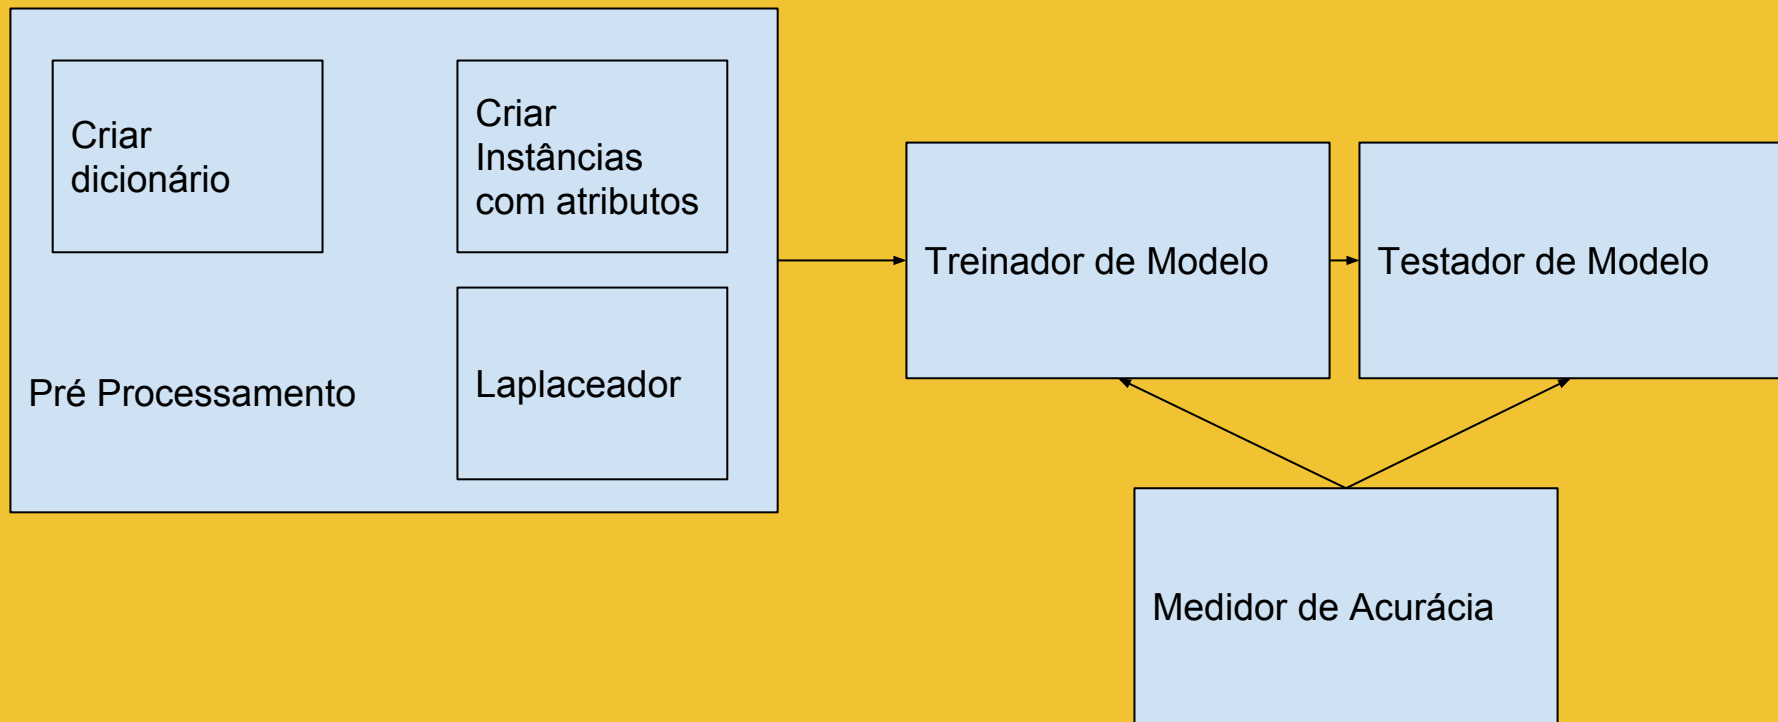 Criar
dicionário
Criar
Instâncias
com atributos
Pré Processamento
Laplaceador
Treinador de Modelo
Testador de Modelo
Medidor de Acurácia